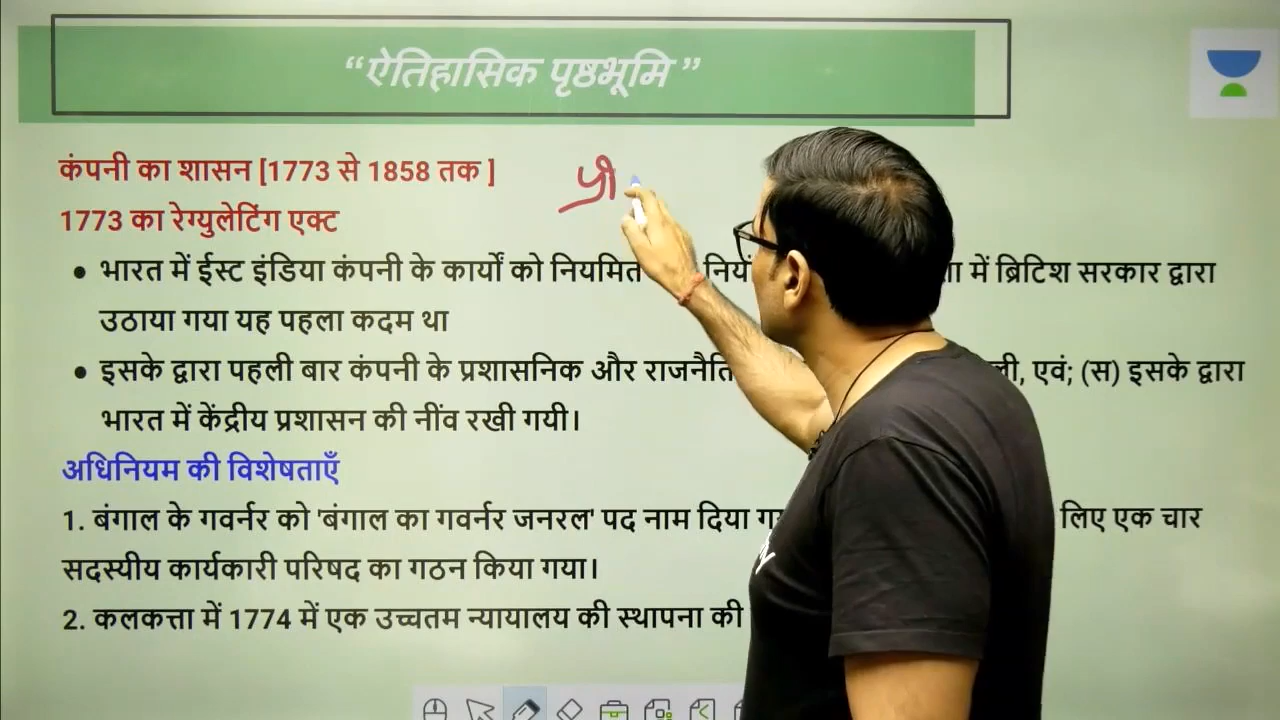 “ऐतिहासिक पृष्ठभूमि ”
कंपनी का शासन [1773 से 1858 तक ]
प्री
1773 का रेग्युलेटिंग एक्ट
• भारत में ईस्ट इंडिया कंपनी के कार्यों को नियमित में ब्रिटिश सरकार द्वारा
उठाया गया यह पहला कदम था
• इसके द्वारा पहली बार कंपनी के प्रशासनिक और एवं; (स) इसके द्वारा
भारत में केंद्रीय प्रशासन की नींव रखी गयी।
अधिनियम की विशेषताएँ
1. बंगाल के गवर्नर को 'बंगाल का गवर्नर जनरल' पद नाम दिया लिए एक चार
सदस्यीय कार्यकारी परिषद का गठन किया गया।
2. कलकत्ता में 1774 में एक उच्चतम न्यायालय की स्थापना की